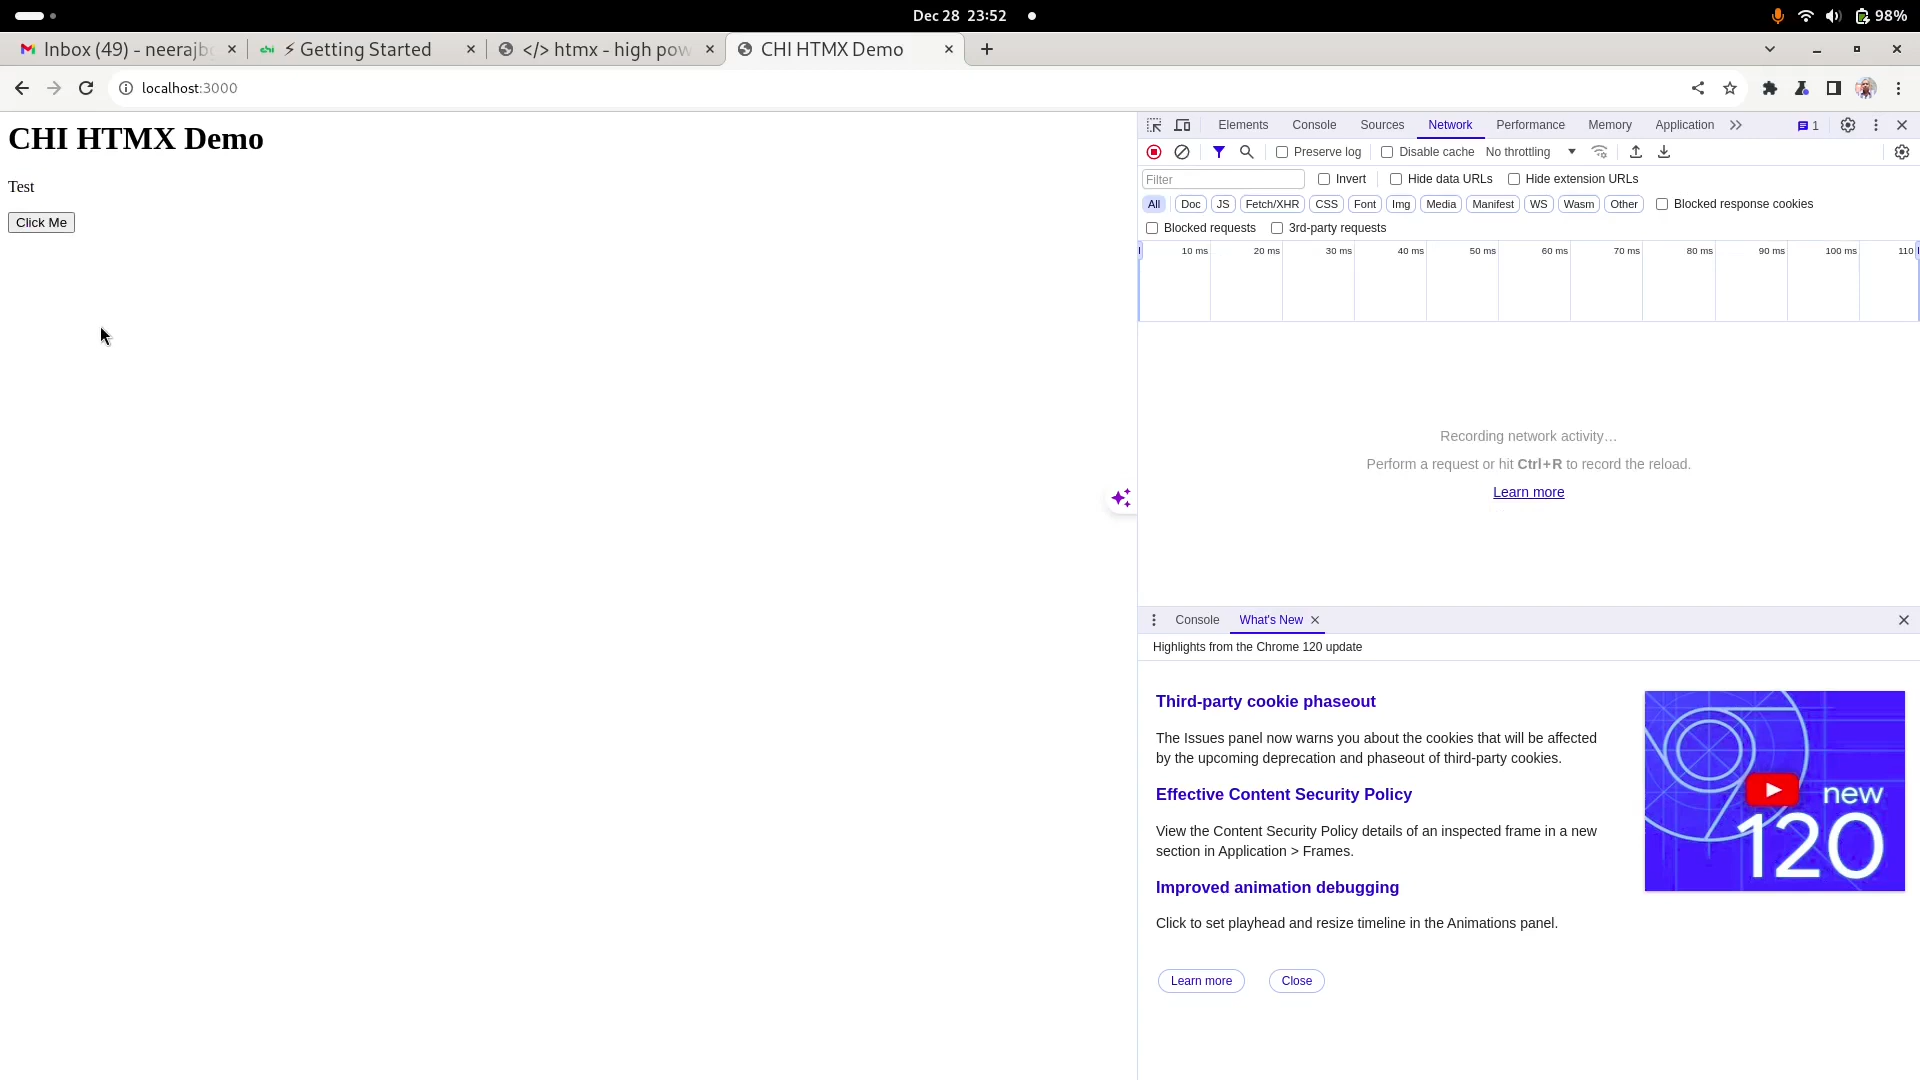 Dec 28 23:52
98%
Inbox (49) - neerajb
⚡ Getting Started
</> htmx - high pow
CHI HTMX Demo
localhost:3000
CHI HTMX Demo
Test
Click Me
Elements Console Sources Network Performance Memory Application 1
Preserve log Disable cache No throttling
Filter Invert Hide data URLs Hide extension URLs
All Doc JS Fetch/XHR CSS Font Img Media Manifest WS Wasm Other Blocked response cookies
Blocked requests 3rd-party requests
10 ms 20 ms 30 ms 40 ms 50 ms 60 ms 70 ms 80 ms 90 ms 100 ms 110
Recording network activity…
Perform a request or hit Ctrl+R to record the reload.
Learn more
Console What's New
Highlights from the Chrome 120 update
Third-party cookie phaseout
The Issues panel now warns you about the cookies that will be affected
by the upcoming deprecation and phaseout of third-party cookies.
Effective Content Security Policy
View the Content Security Policy details of an inspected frame in a new
section in Application > Frames.
Improved animation debugging
Click to set playhead and resize timeline in the Animations panel.
new
120
Learn more Close